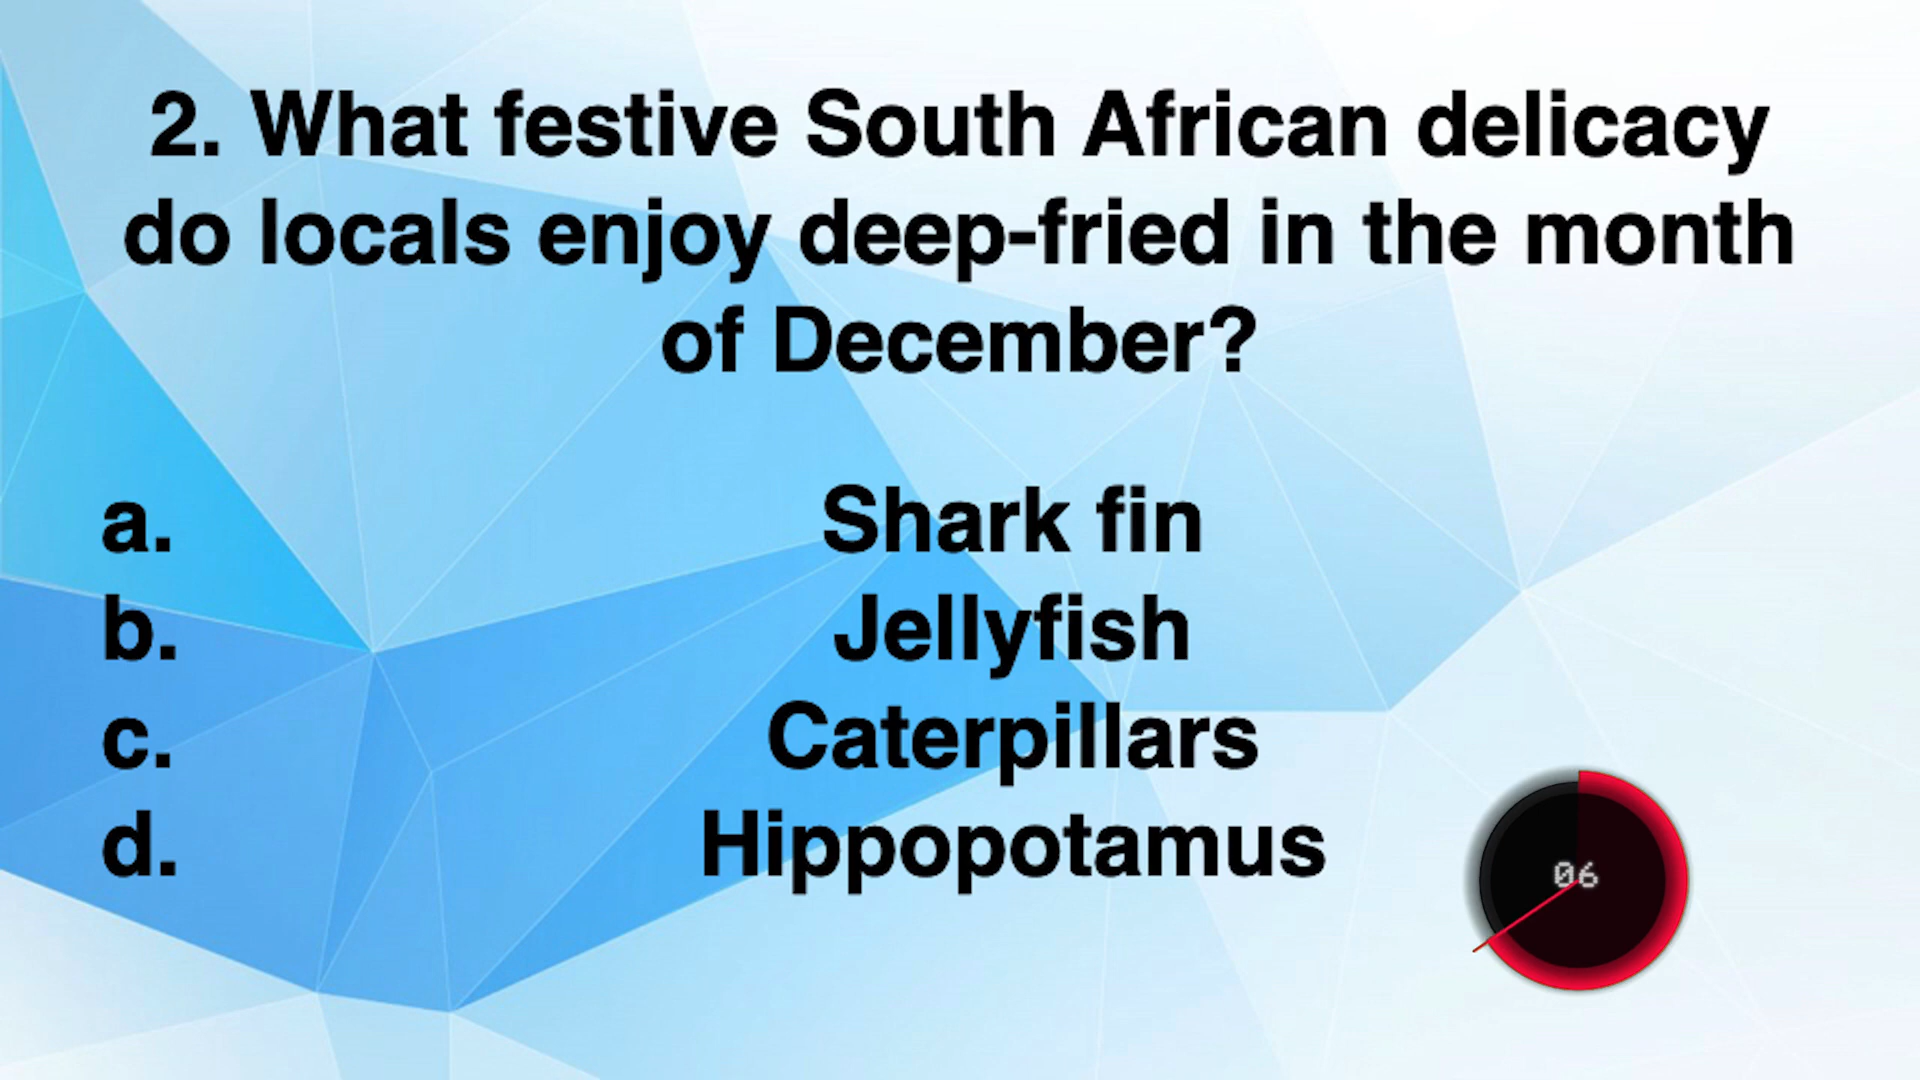 2. What festive South African delicacy
do locals enjoy deep-fried in the month
of December?
a. Shark fin
b. Jellyfish
c. Caterpillars
d. Hippopotamus
06